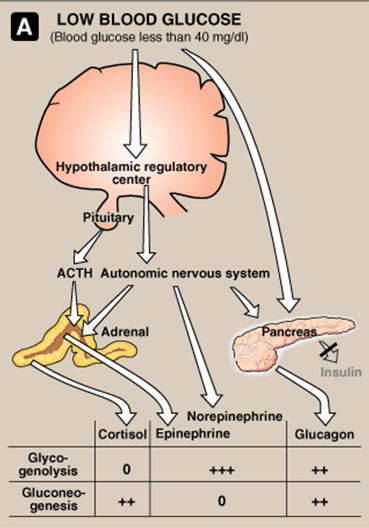 A
LOW BLOOD GLUCOSE
(Blood glucose less than 40 mg/dl)
Hypothalamic regulatory
center
Pituitary
ACTH Autonomic nervous system
Adrenal
Pancreas
Insulin
Norepinephrine
Cortisol Epinephrine Glucagon
Glyco-
genolysis 0 +++ ++
Gluconeo-
genesis ++ 0 ++